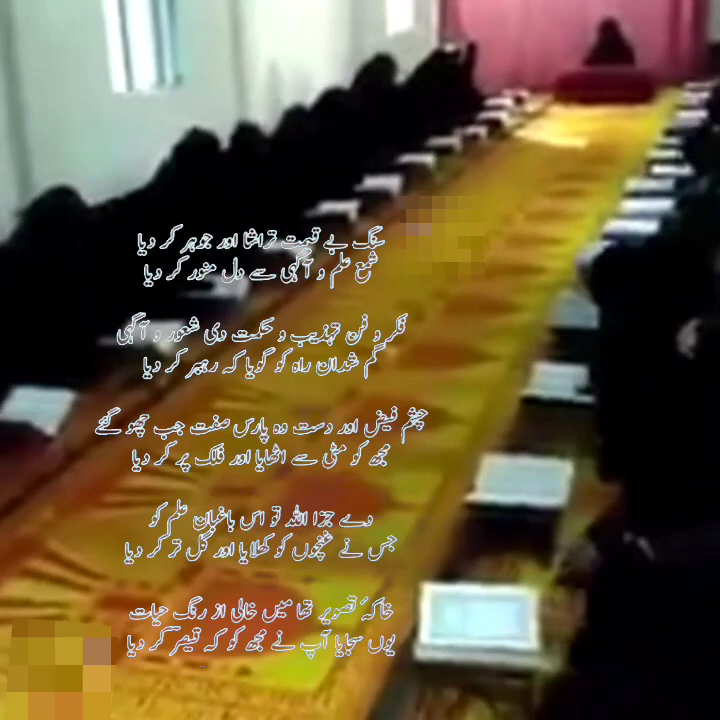 سنگ بے قیمت تراشا اور جوہر کر دیا
شمع علم و آگہی سے دل منور کر دیا
فکر و فن تہذیب و حکمت دی شعور و آگہی
گم شدان راہ کو گویا کہ رہبر کر دیا
چشم فیض اور دست وہ پارس صفت جب چھو گئے
مجھ کو مٹی سے اٹھایا اور فلک پر کر دیا
دے جزا اللہ تو اس باغبان علم کو
جس نے غنچوں کو کھلایا اور گل تر کر دیا
خاکہ تصویر تھا میں خالی از رنگ حیات
یوں سجایا آپ نے مجھ کو کہ قیصر کر دیا